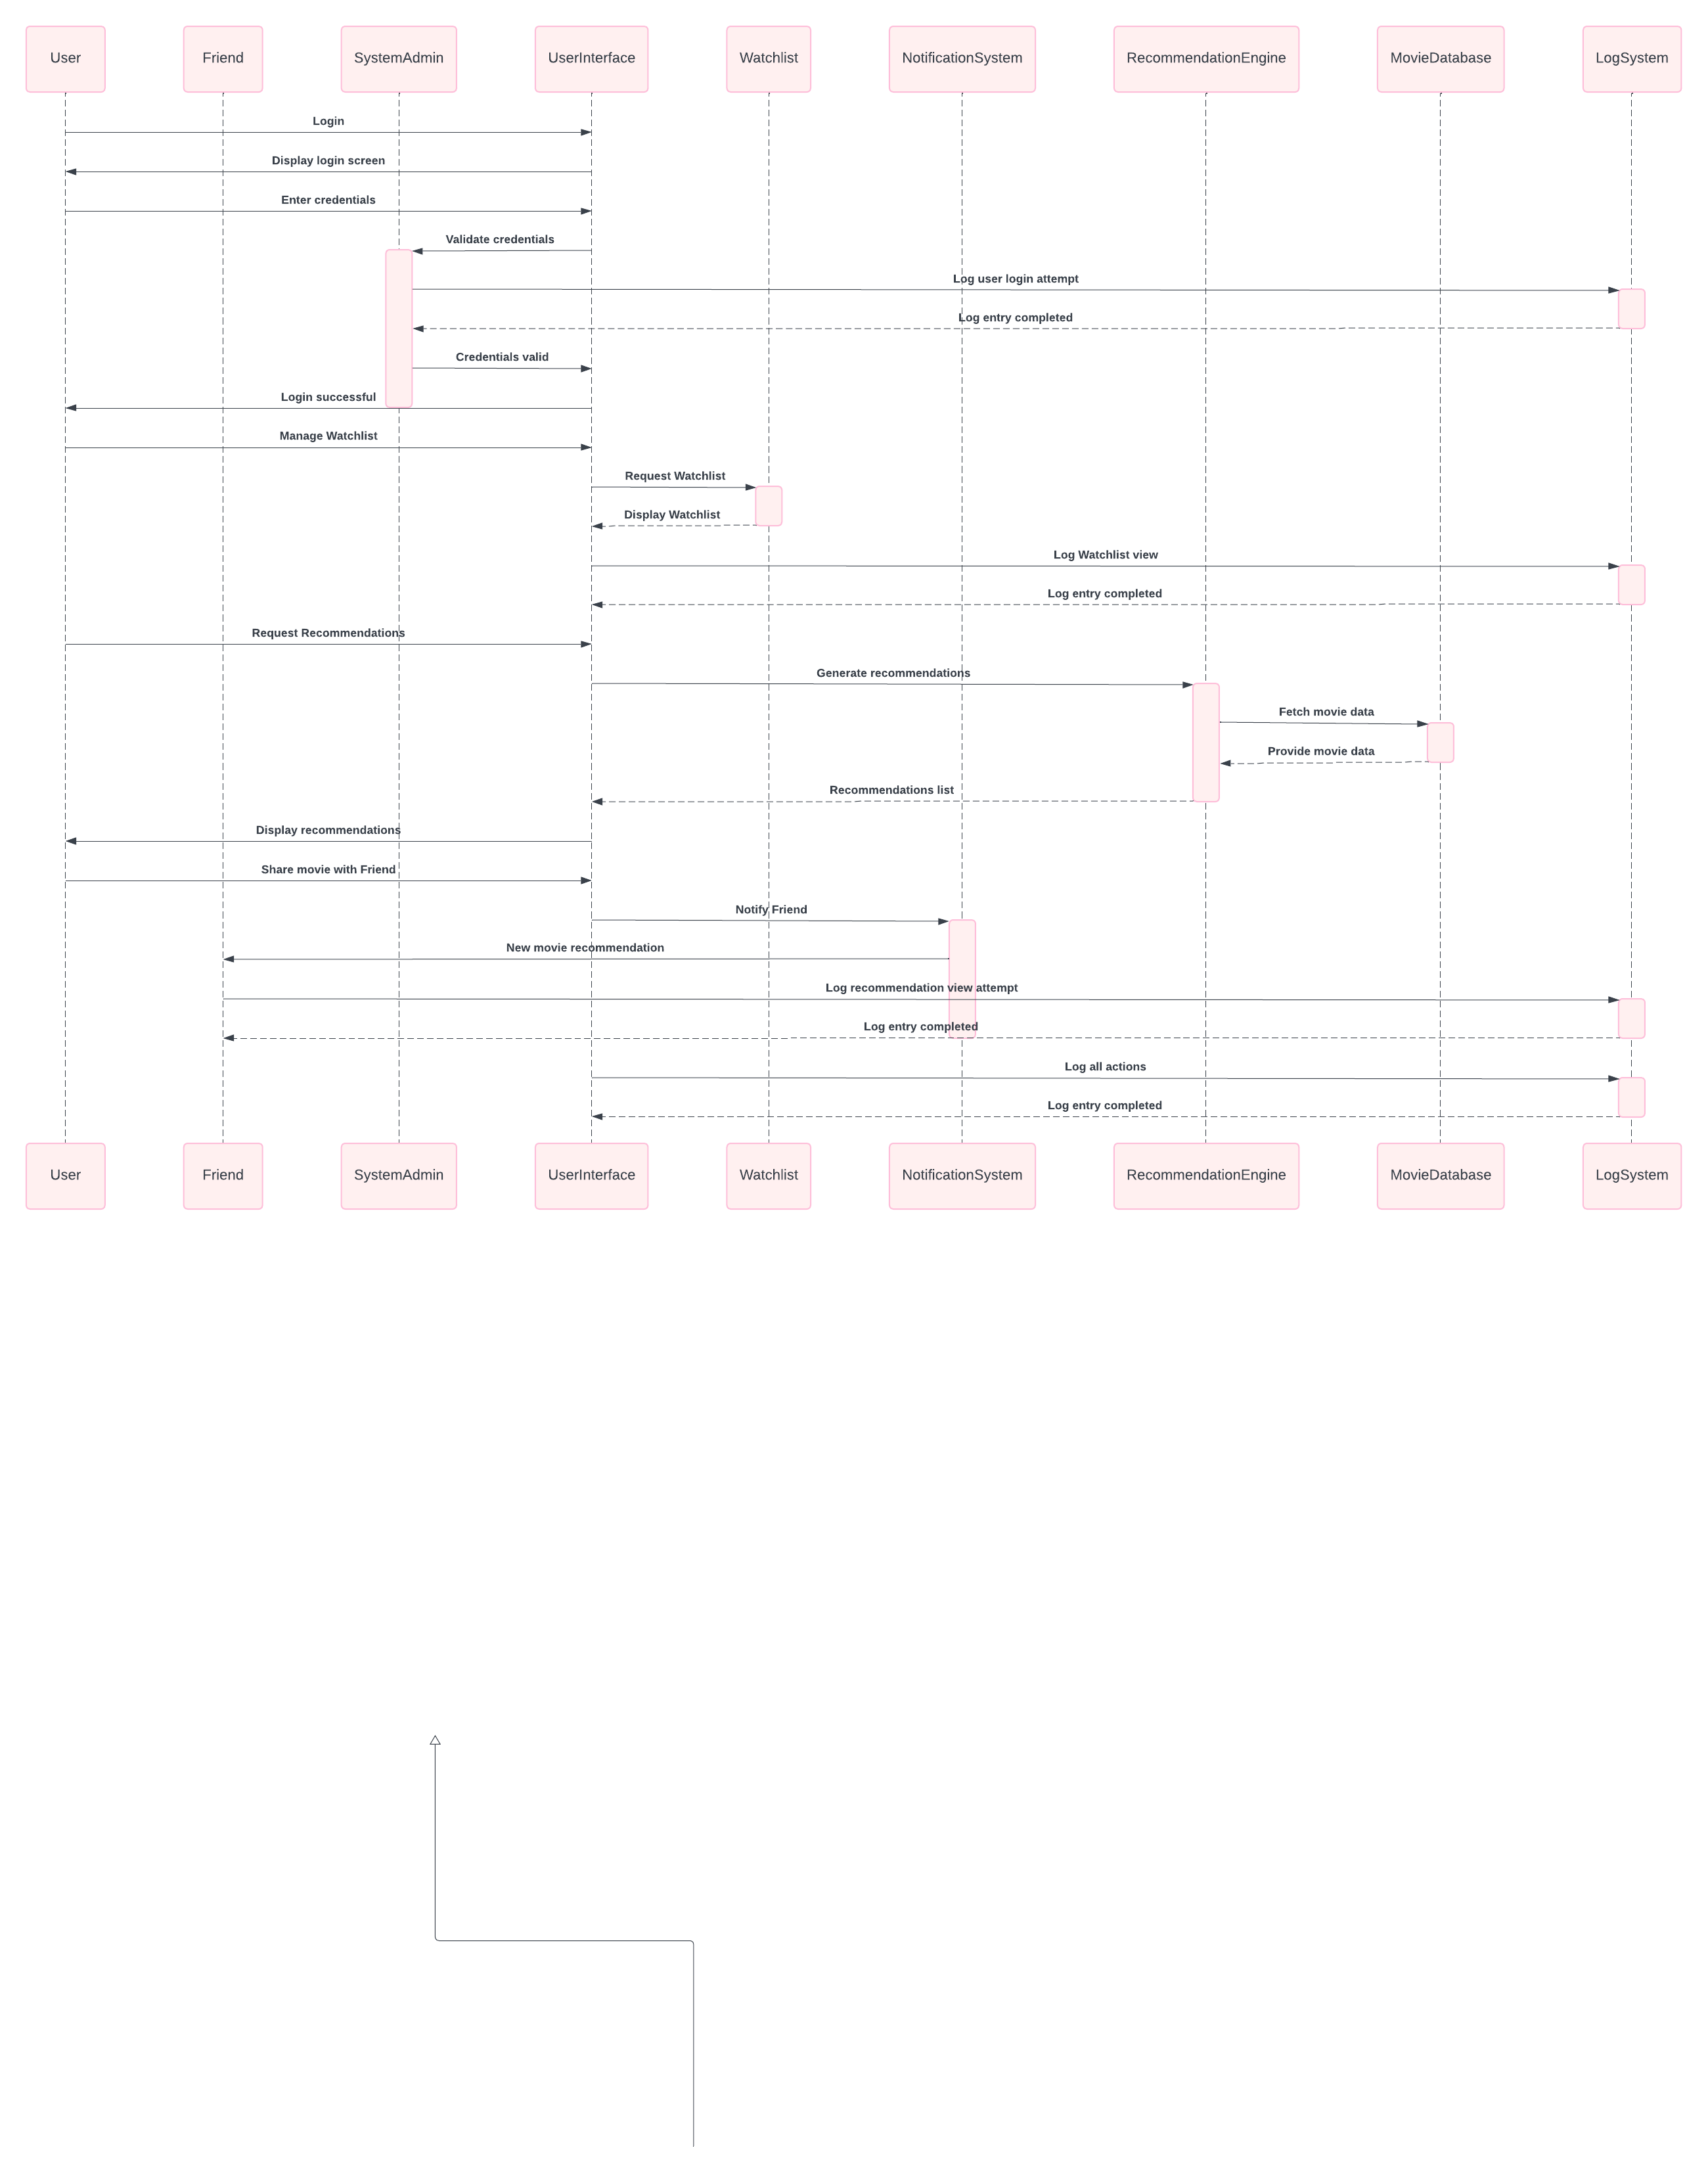 User
Friend
SystemAdmin
UserInterface
Watchlist
NotificationSystem
RecommendationEngine
MovieDatabase
LogSystem
Login
Display login screen
Enter credentials
Validate credentials
Log user login attempt
Log entry completed
Credentials valid
Login successful
Manage Watchlist
Request Watchlist
Display Watchlist
Log Watchlist view
Log entry completed
Request Recommendations
Generate recommendations
Fetch movie data
Provide movie data
Recommendations list
Display recommendations
Share movie with Friend
Notify Friend
New movie recommendation
Log recommendation view attempt
Log entry completed
Log all actions
Log entry completed
User
Friend
SystemAdmin
UserInterface
Watchlist
NotificationSystem
RecommendationEngine
MovieDatabase
LogSystem